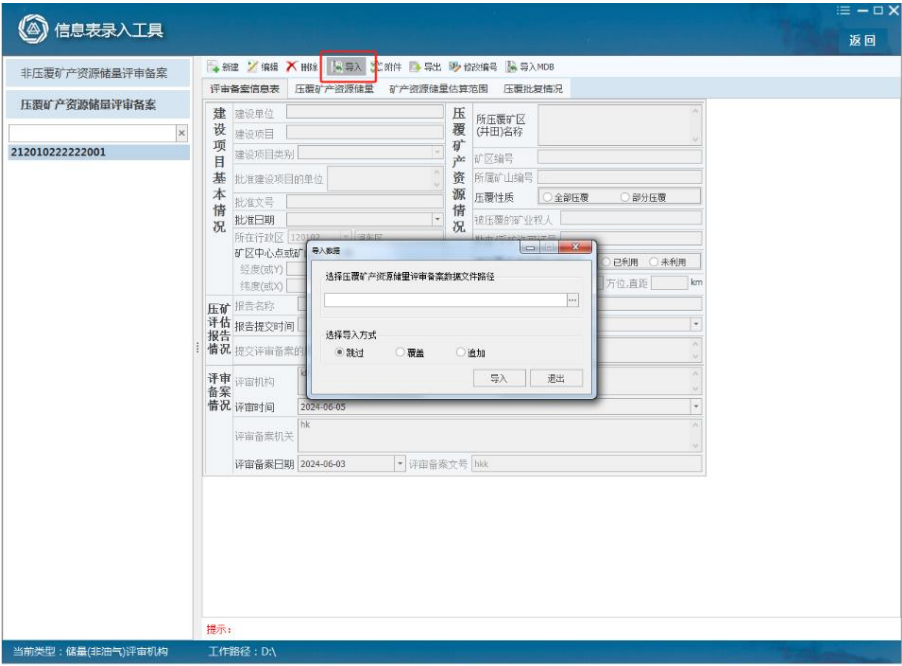 信息表录入工具
返回
非压覆矿产资源储量评审备案
压覆矿产资源储量评审备案
212010222222001
新建 编辑 删除 导入 附件 导出 修改编号 导入MDB
评审备案信息表 压覆矿产资源储量 矿产资源储量估算范围 压覆批复情况
建设项目基本情况
建设单位
建设项目
建设项目类别
批准建设项目的单位
批准文号
批准日期
所在行政区 120102
矿区中心点或矿
经度(或Y)
纬度(或X)
压覆矿产资源情况
所压覆矿区
(井田)名称
矿区编号
所属矿山编号
压覆性质 全部压覆 部分压覆
被压覆的矿业权人
已利用 未利用
方位,直距 km
导入数据
选择压覆矿产资源储量评审备案数据文件路径
选择导入方式
跳过 覆盖 追加
导入 退出
压矿评估报告情况
报告名称
报告提交时间
提交评审备案的
评审备案情况
评审机构
评审时间 2024-06-05
评审备案机关 hk
评审备案日期 2024-06-03 评审备案文号 hkk
提示:
当前类型:储量(非油气)评审机构 工作路径:D:\